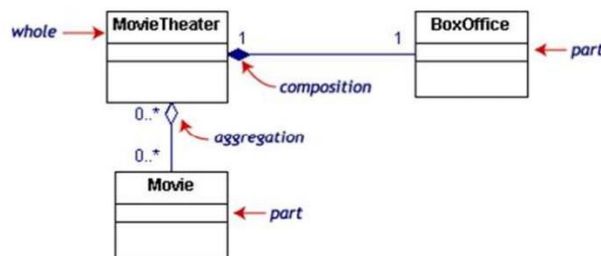 whole
MovieTheater
BoxOffice
1
1
part
composition
0..*
aggregation
0..*
Movie
part